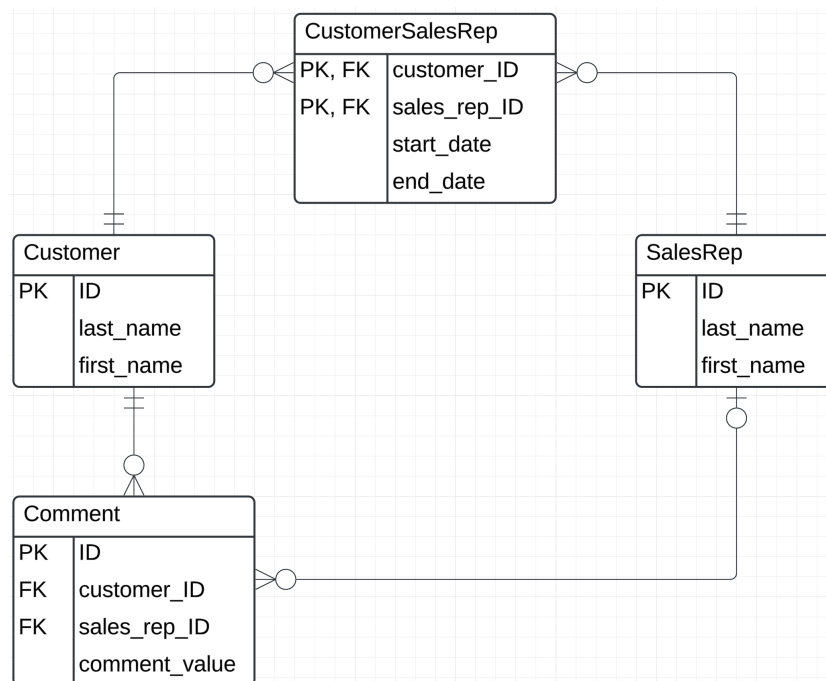 CustomerSalesRep
PK, FK customer_ID
PK, FK sales_rep_ID
start_date
end_date
Customer
PK ID
last_name
first_name
SalesRep
PK ID
last_name
first_name
Comment
PK ID
FK customer_ID
FK sales_rep_ID
comment_value